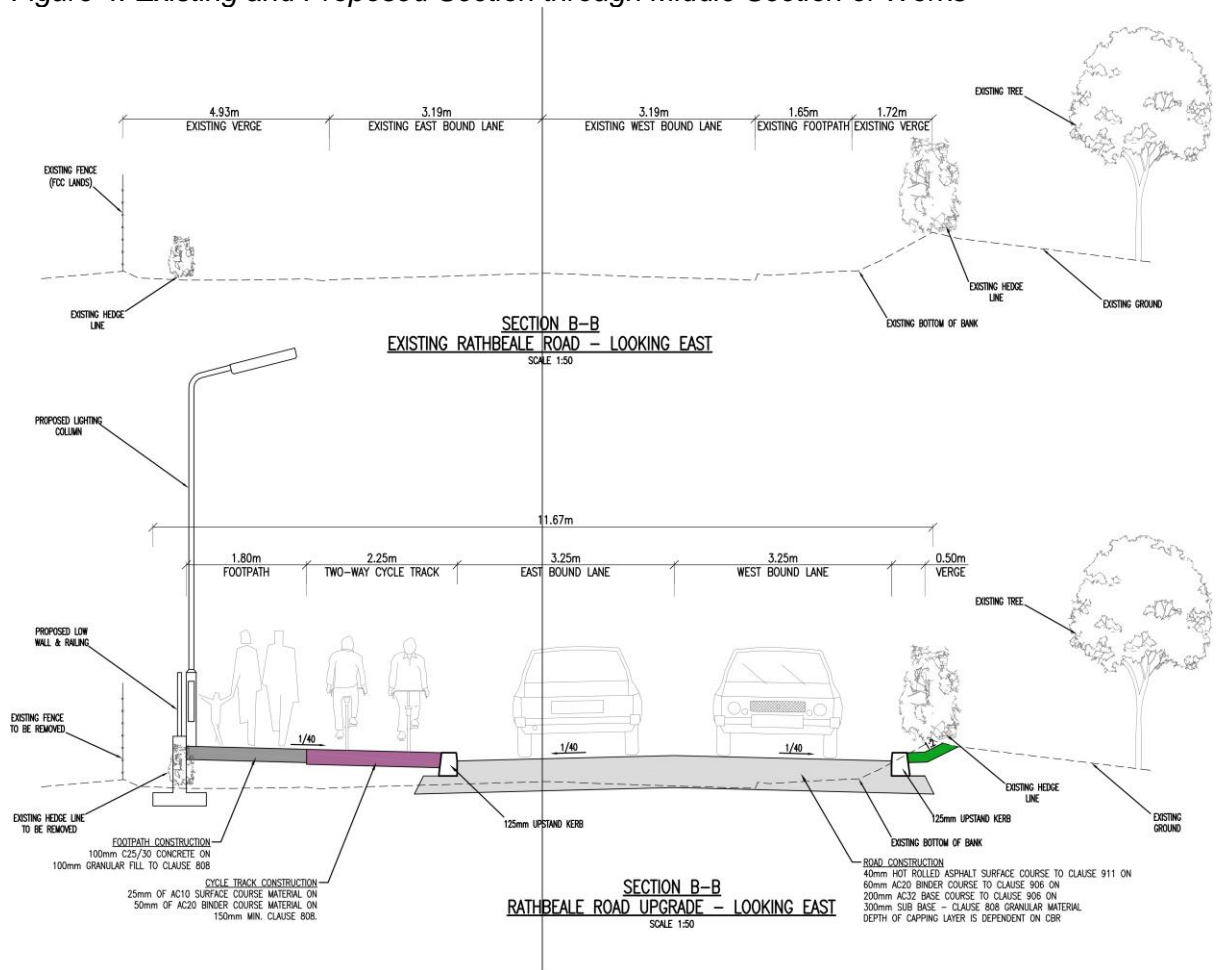 Figure 4: Existing and Proposed Section through Middle Section of Works
4.93m
EXISTING VERGE
3.19m
EXISTING EAST BOUND LANE
3.19m
EXISTING WEST BOUND LANE
1.65m
EXISTING FOOTPATH
1.72m
EXISTING VERGE
EXISTING TREE
EXISTING FENCE
(FCC LANDS)
EXISTING HEDGE
LINE
EXISTING HEDGE
LINE
EXISTING GROUND
EXISTING BOTTOM OF BANK
SECTION B-B
EXISTING RATHBEALE ROAD - LOOKING EAST
SCALE 1:50
PROPOSED LIGHTING
COLUMN
11.67m
1.80m
FOOTPATH
2.25m
TWO-WAY CYCLE TRACK
3.25m
EAST BOUND LANE
3.25m
WEST BOUND LANE
0.50m
VERGE
EXISTING TREE
PROPOSED LOW
WALL & RAILING
EXISTING FENCE
TO BE REMOVED
1/40
1/40
1/40
EXISTING HEDGE LINE
TO BE REMOVED
125mm UPSTAND KERB
125mm UPSTAND KERB
EXISTING HEDGE
LINE
EXISTING
GROUND
EXISTING BOTTOM OF BANK
FOOTPATH CONSTRUCTION
100mm C25/30 CONCRETE ON
100mm GRANULAR FILL TO CLAUSE 808
CYCLE TRACK CONSTRUCTION
25mm OF AC10 SURFACE COURSE MATERIAL ON
50mm OF AC20 BINDER COURSE MATERIAL ON
150mm MIN. CLAUSE 808.
ROAD CONSTRUCTION
40mm HOT ROLLED ASPHALT SURFACE COURSE TO CLAUSE 911 ON
60mm AC20 BINDER COURSE TO CLAUSE 906 ON
200mm AC32 BASE COURSE TO CLAUSE 906 ON
300mm SUB BASE - CLAUSE 808 GRANULAR MATERIAL
DEPTH OF CAPPING LAYER IS DEPENDENT ON CBR
SECTION B-B
RATHBEALE ROAD UPGRADE - LOOKING EAST
SCALE 1:50